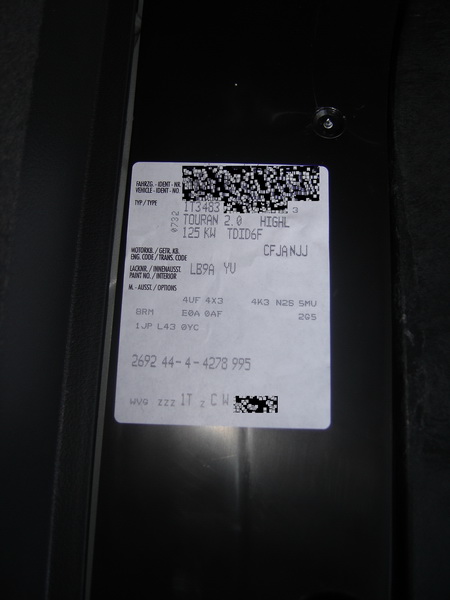 FAHRZG. - IDENT - NR.
VEHICLE - IDENT - NO.
TYP / TYPE 1T3483 3
0732
TOURAN 2.0 HIGHL
125 KW TDID6F
MOTORKB. / GETR. KB.
ENG. CODE / TRANS. CODE CFJA NJJ
LACKNR. / INNENAUSST.
PAINT NO. / INTERIOR LB9A YU
M. - AUSST. / OPTIONS
4UF 4X3 4K3 N2S SMV
8RM E0A 0AF 2G5
1JP L43 0YC
2692 44-4-4278 995
WVG ZZZ 1T Z C W